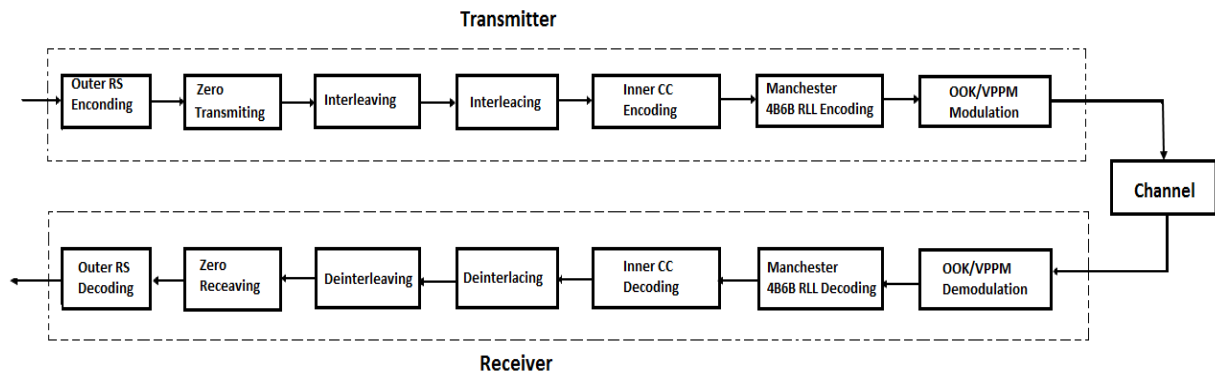 Transmitter
Outer RS
Enconding
Zero
Transmiting
Interleaving
Interleacing
Inner CC
Encoding
Manchester
4B6B RLL Encoding
OOK/VPPM
Modulation
Channel
Outer RS
Decoding
Zero
Receaving
Deinterleaving
Deinterlacing
Inner CC
Decoding
Manchester
4B6B RLL Decoding
OOK/VPPM
Demodulation
Receiver